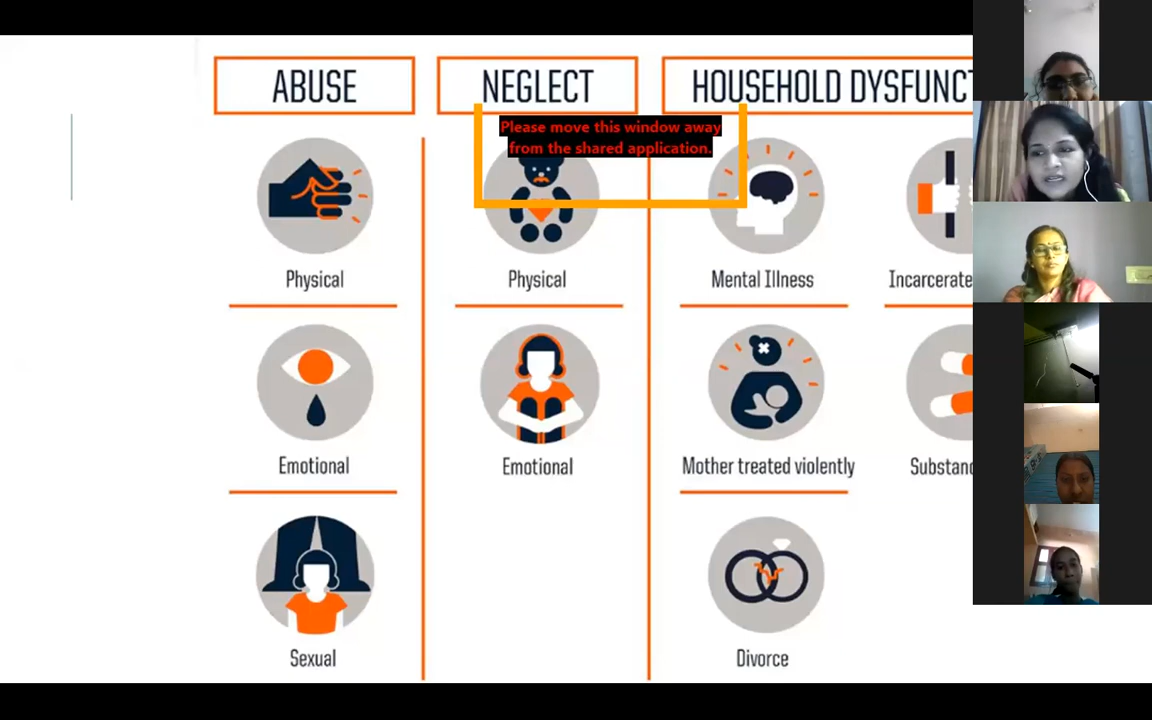 ABUSE
NEGLECT
HOUSEHOLD DYSFUNCT
Please move this window away
from the shared application.
Physical
Physical
Mental Illness
Incarcerate
Emotional
Emotional
Mother treated violently
Substanc
Sexual
Divorce